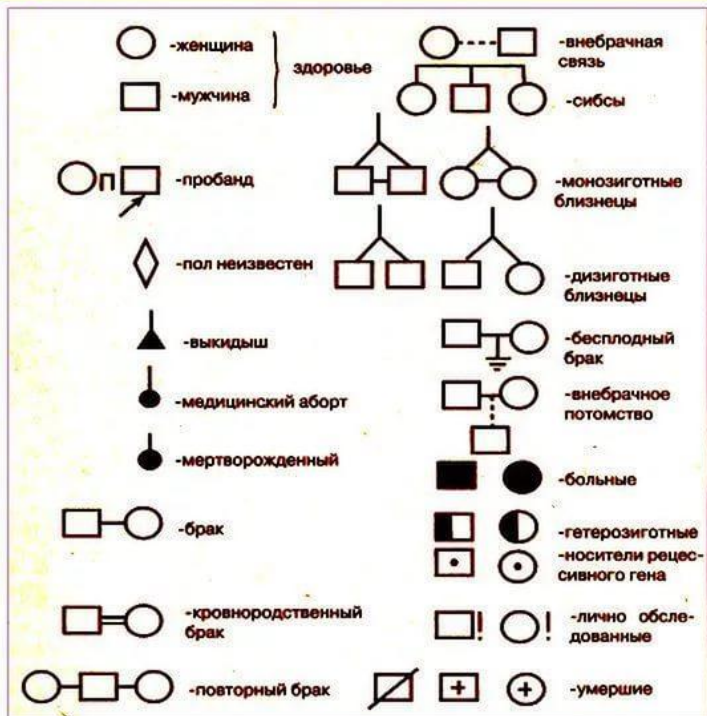 -женщина
здоровье
-мужчина
П
-пробанд
-пол неизвестен
-выкидыш
-медицинский аборт
-мертворожденный
-брак
-кровнородственный
брак
-повторный брак
-внебрачная
связь
-сибсы
-монозиготные
близнецы
-дизиготные
близнецы
-бесплодный
брак
-внебрачное
потомство
-больные
-гетерозиготные
-носители рецес-
сивного гена
! ! -лично обсле-
дованные
+ + -умершие